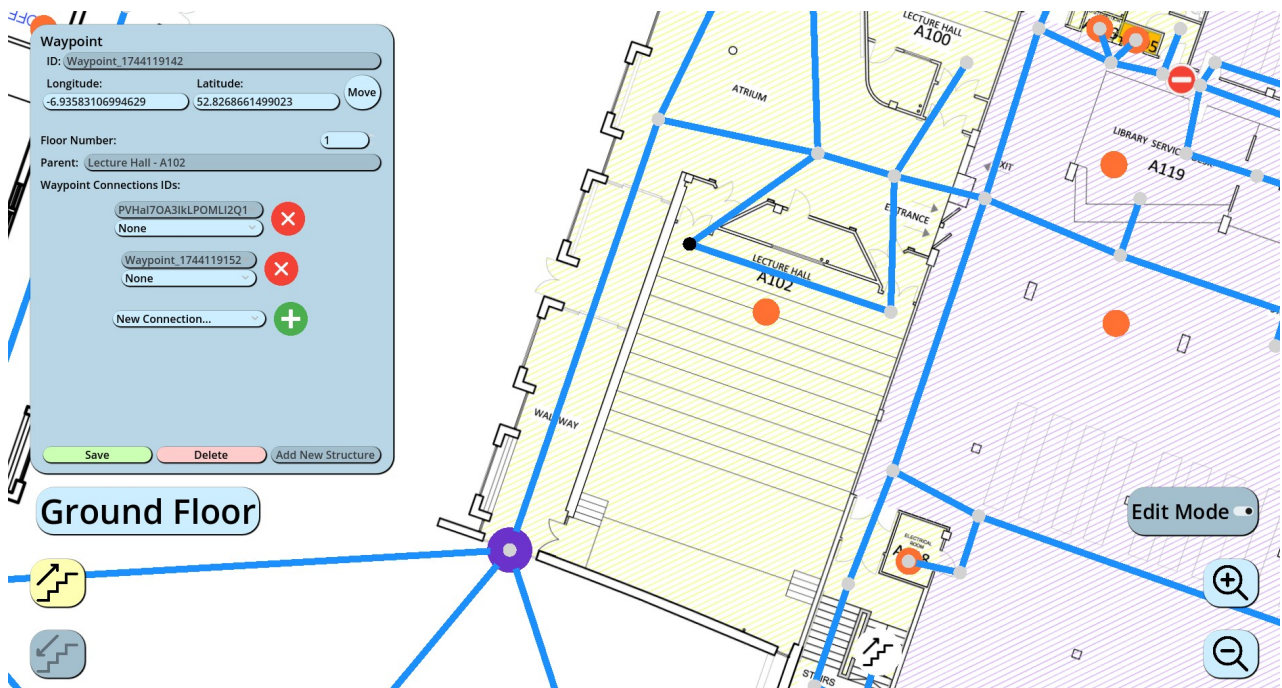 Waypoint
ID: Waypoint_1744119142
Longitude: Latitude:
-6.93583106994629 52.8268661499023 Move
Floor Number: 1
Parent: Lecture Hall - A102
Waypoint Connections IDs:
PVHaI7OA3IkLPOMLI2Q1
None
Waypoint_1744119152
None
New Connection...
Save Delete Add New Structure
Ground Floor
Edit Mode
LECTURE HALL
A100
ATRIUM
EXIT
ENTRANCE
LECTURE HALL
A102
WALKWAY
A119
ELECTRICAL
ROOM
STAIRS